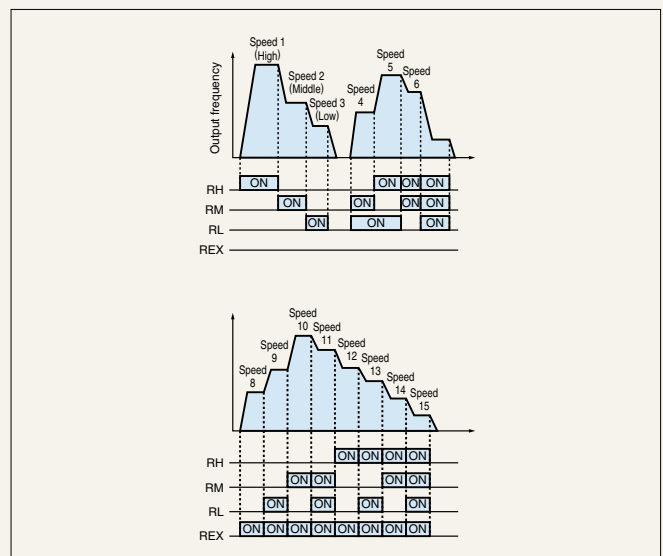 Speed 1
(High)
Speed 2
(Middle)
Speed 3
(Low)
Speed
4
Speed
5
Speed
6
Output frequency
RH ON ON ON ON
RM ON ON ON ON
RL ON ON ON
REX
Speed
8
Speed
9
Speed
10
Speed
11
Speed
12
Speed
13
Speed
14
Speed
15
RH ON ON ON ON
RM ON ON ON ON
RL ON ON ON ON
REX ON ON ON ON ON ON ON ON